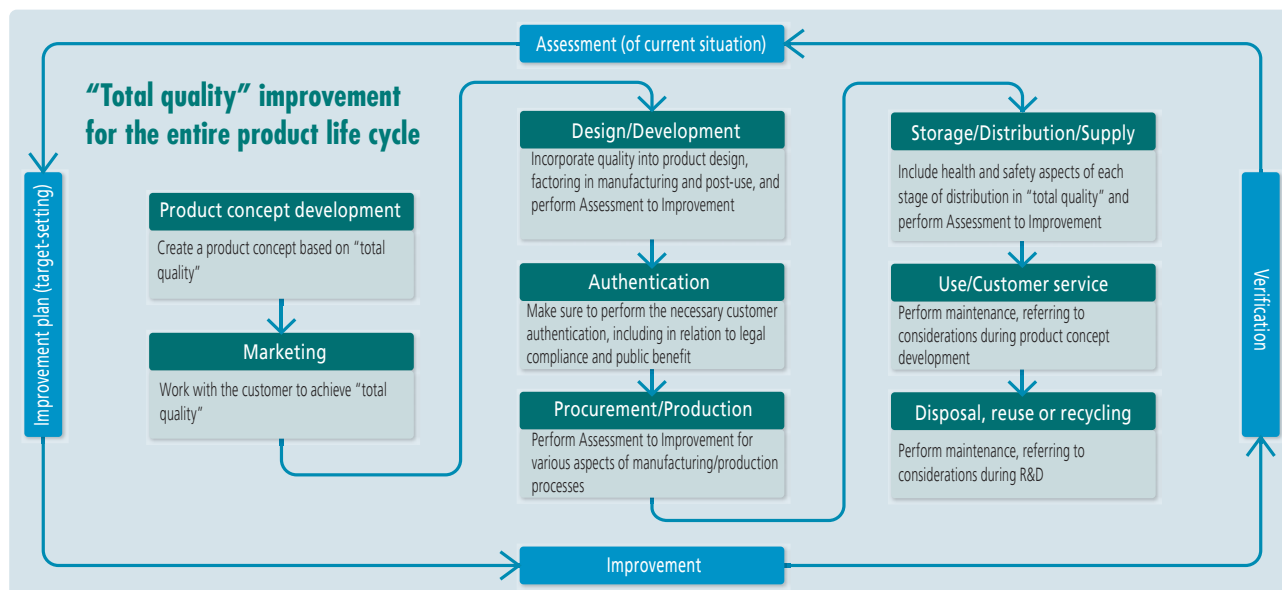 Assessment (of current situation)
“Total quality” improvement
for the entire product life cycle
Improvement plan (target-setting)
Product concept development
Create a product concept based on “total
quality”
Marketing
Work with the customer to achieve “total
quality”
Design/Development
Incorporate quality into product design,
factoring in manufacturing and post-use, and
perform Assessment to Improvement
Authentication
Make sure to perform the necessary customer
authentication, including in relation to legal
compliance and public benefit
Procurement/Production
Perform Assessment to Improvement for
various aspects of manufacturing/production
processes
Storage/Distribution/Supply
Include health and safety aspects of each
stage of distribution in “total quality” and
perform Assessment to Improvement
Use/Customer service
Perform maintenance, referring to
considerations during product concept
development
Disposal, reuse or recycling
Perform maintenance, referring to
considerations during R&D
Verification
Improvement